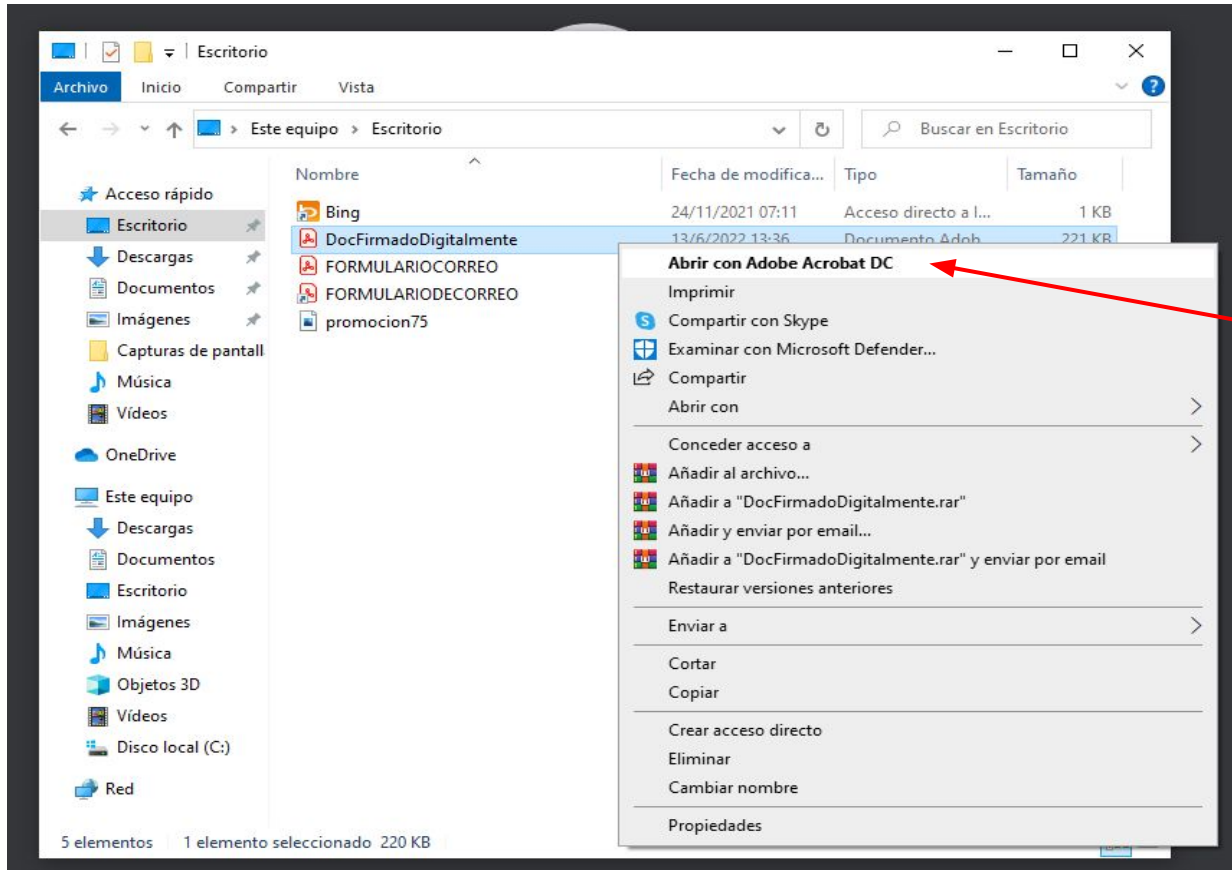 Escritorio
Archivo Inicio Compartir Vista
Este equipo > Escritorio
Buscar en Escritorio
Nombre Fecha de modifica... Tipo Tamaño
Acceso rápido
Escritorio
Descargas
Documentos
Imágenes
Capturas de pantall
Música
Vídeos
OneDrive
Este equipo
Descargas
Documentos
Escritorio
Imágenes
Música
Objetos 3D
Vídeos
Disco local (C:)
Red
Bing 24/11/2021 07:11 Acceso directo a l... 1 KB
DocFirmadoDigitalmente 13/6/2022 13:36 Documento Adob 221 KB
FORMULARIOCORREO
FORMULARIODECORREO
promocion75
Abrir con Adobe Acrobat DC
Imprimir
Compartir con Skype
Examinar con Microsoft Defender...
Compartir
Abrir con
Conceder acceso a
Añadir al archivo...
Añadir a "DocFirmadoDigitalmente.rar"
Añadir y enviar por email...
Añadir a "DocFirmadoDigitalmente.rar" y enviar por email
Restaurar versiones anteriores
Enviar a
Cortar
Copiar
Crear acceso directo
Eliminar
Cambiar nombre
Propiedades
5 elementos 1 elemento seleccionado 220 KB